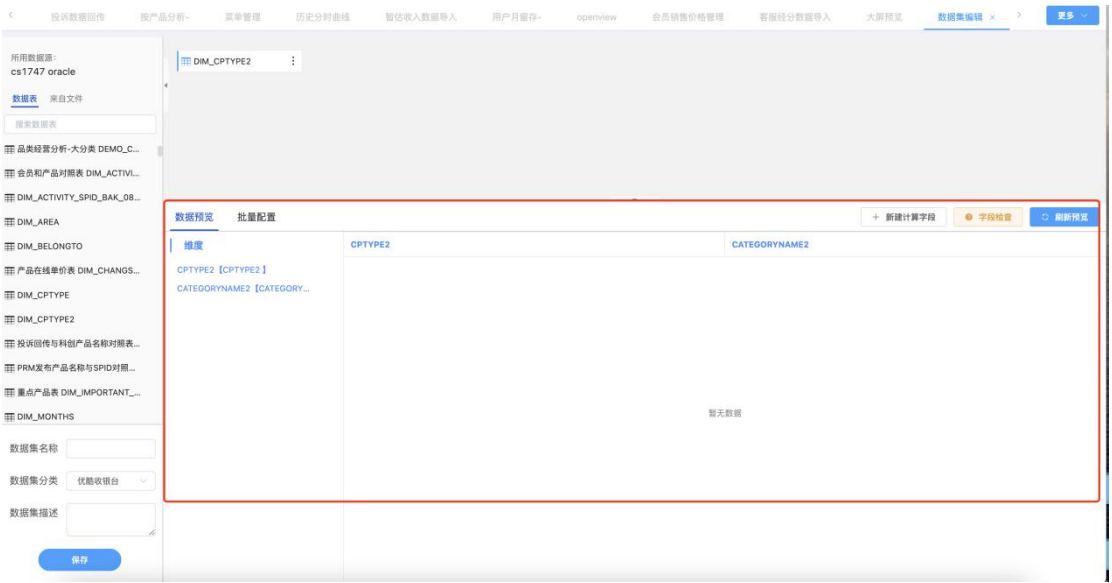 投诉数据回传 按产品分析- 菜单管理 历史分时曲线 暂估收入数据导入 用户月留存- openview 会员销售价格管理 客服经分数据导入 大屏预览 数据集编辑 × 更多
所用数据源:
cs1747 oracle
数据表 来自文件
搜索数据表
品类经营分析-大分类 DEMO_C...
会员和产品对照表 DIM_ACTIVI...
DIM_ACTIVITY_SPID_BAK_08...
DIM_AREA
DIM_BELONGTO
产品在线单价表 DIM_CHANGS...
DIM_CPTYPE
DIM_CPTYPE2
投诉回传与科创产品名称对照表...
PRM发布产品名称与SPID对照...
重点产品表 DIM_IMPORTANT_...
DIM_MONTHS
数据集名称
数据集分类 优酷收银台
数据集描述
保存
DIM_CPTYPE2
数据预览 批量配置 + 新建计算字段 字段检查 刷新预览
维度 CPTYPE2 CATEGORYNAME2
CPTYPE2【CPTYPE2 】
CATEGORYNAME2【CATEGORY...
暂无数据